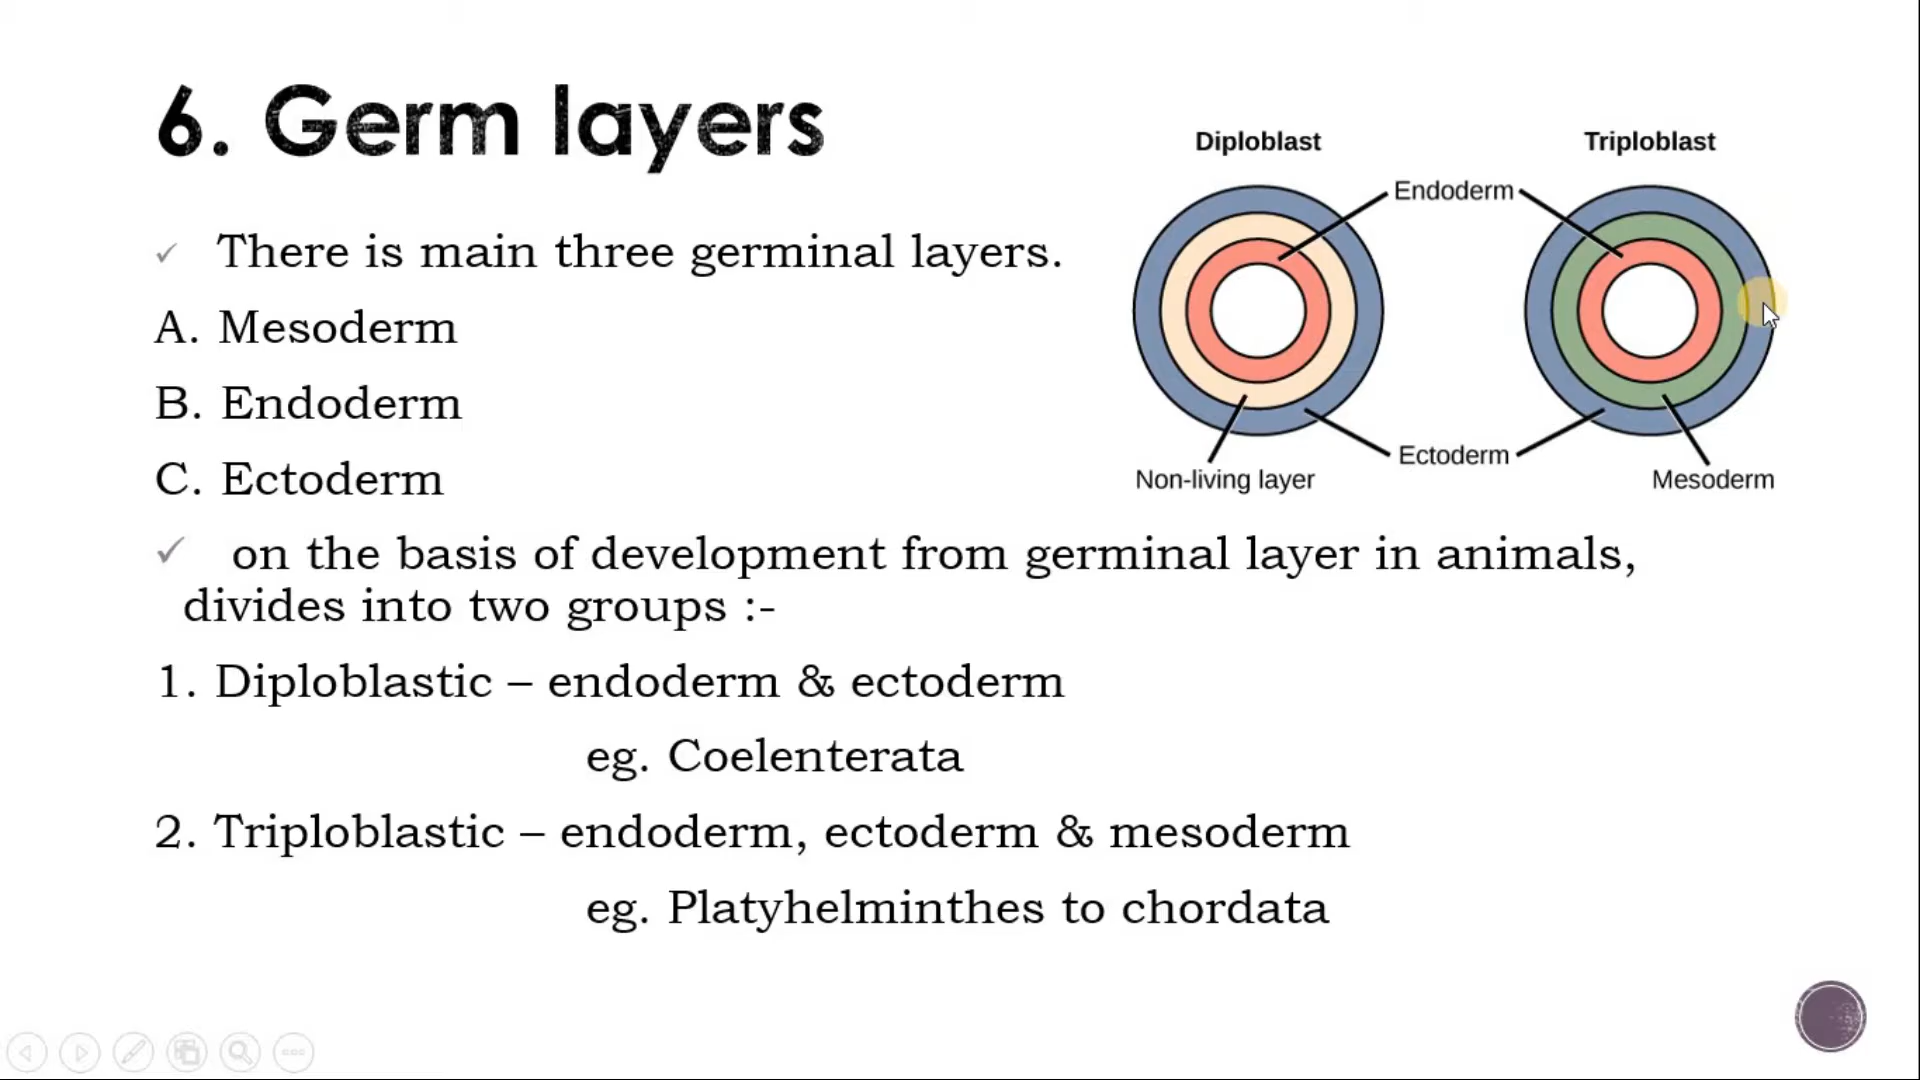 6. Germ layers
✓ There is main three germinal layers.
A. Mesoderm
B. Endoderm
C. Ectoderm
✓ on the basis of development from germinal layer in animals,
divides into two groups :-
1. Diploblastic – endoderm & ectoderm
eg. Coelenterata
2. Triploblastic – endoderm, ectoderm & mesoderm
eg. Platyhelminthes to chordata
Diploblast
Triploblast
Endoderm
Ectoderm
Non-living layer
Mesoderm